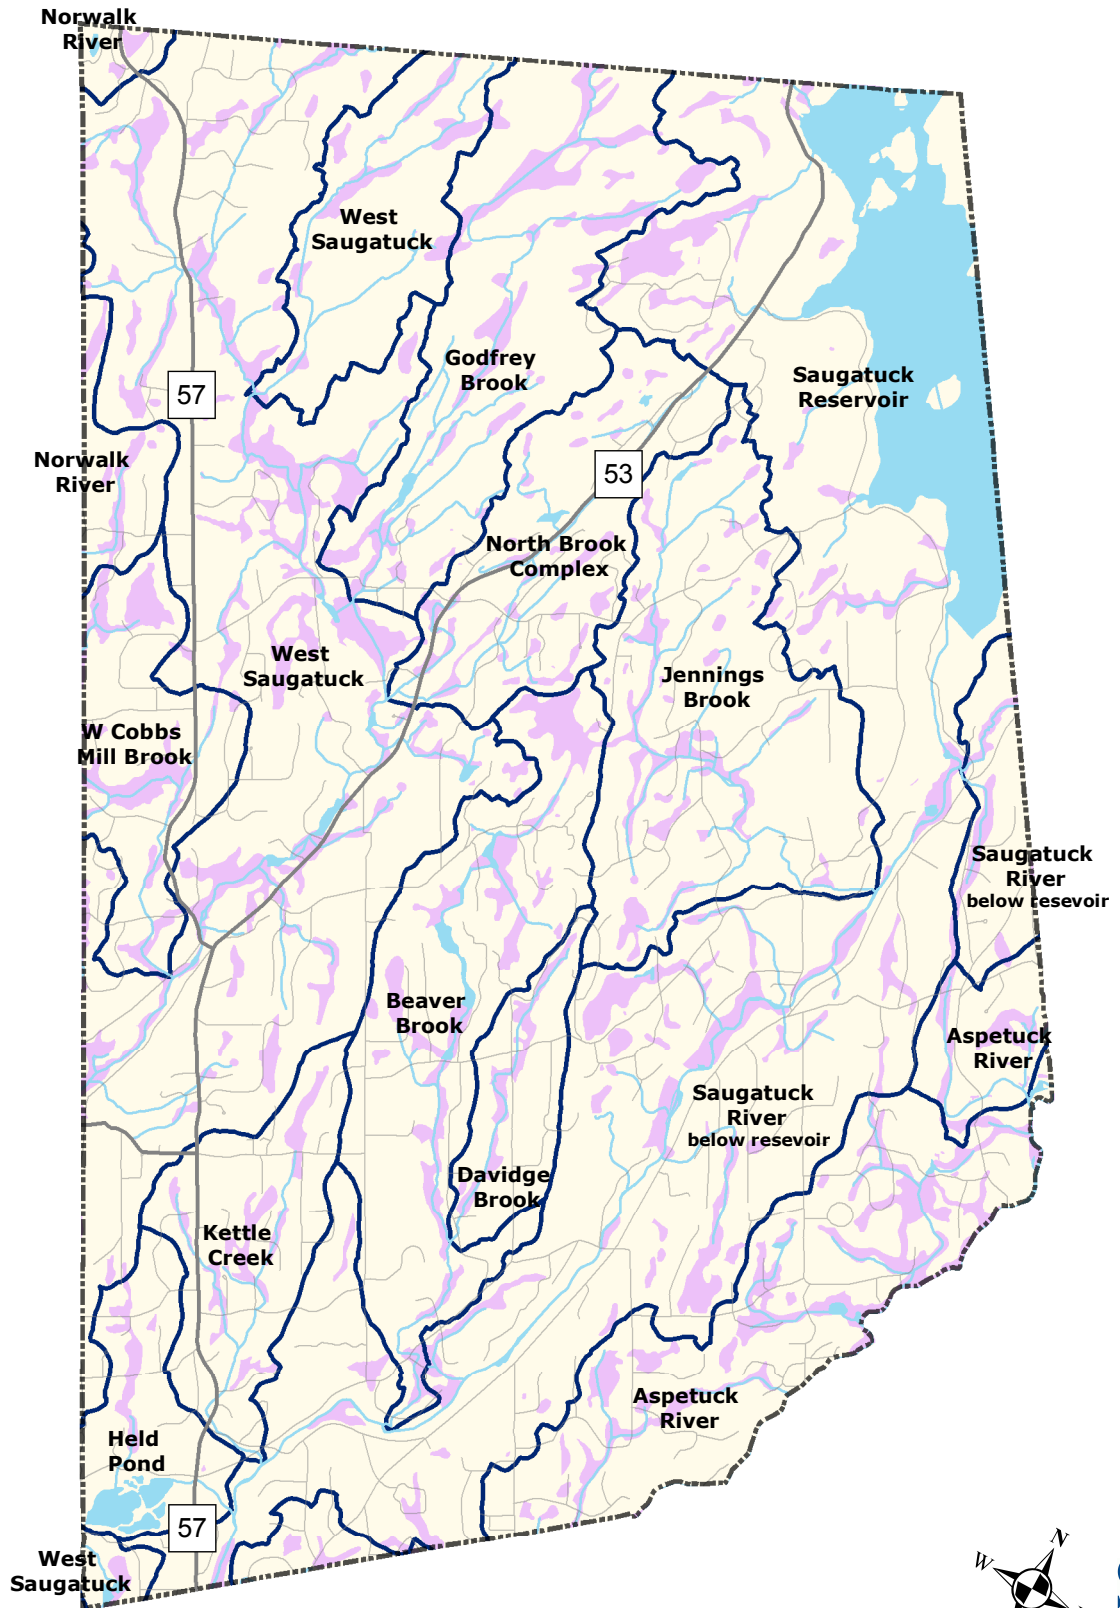 Norwalk
River
West
Saugatuck
Godfrey
Brook
57
Saugatuck
Reservoir
Norwalk
River
53
North Brook
Complex
West
Saugatuck
Jennings
Brook
W Cobbs
Mill Brook
Saugatuck
River
below resevoir
Beaver
Brook
Aspetuck
River
Saugatuck
River
below resevoir
Davidge
Brook
Kettle
Creek
Aspetuck
River
Held
Pond
57
West
Saugatuck
N
W